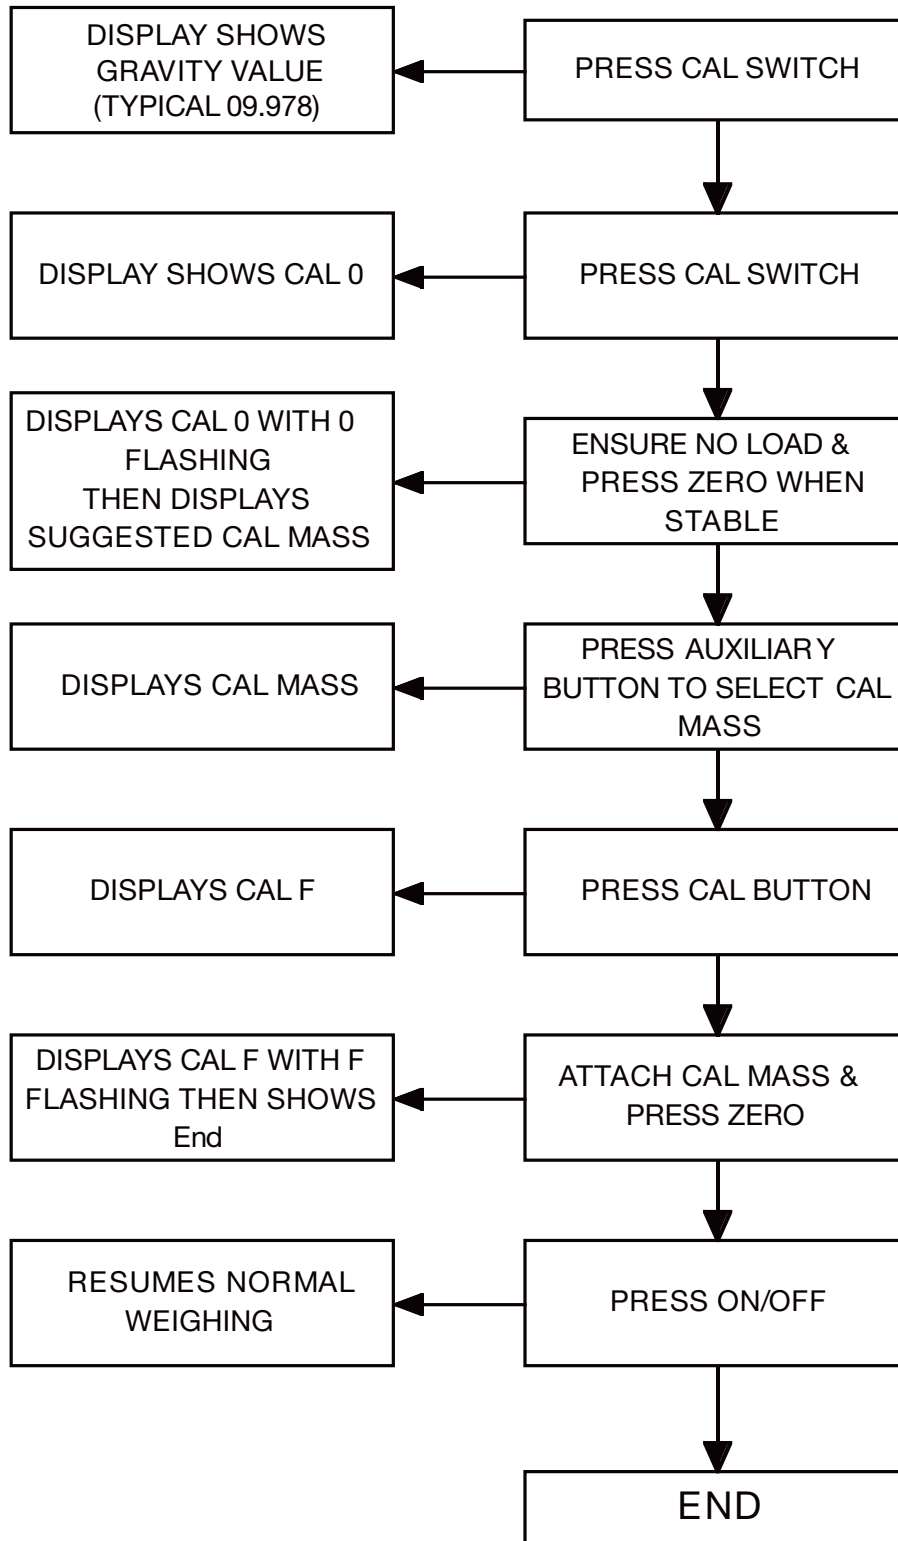 DISPLAY SHOWS
GRAVITY VALUE
(TYPICAL 09.978)
PRESS CAL SWITCH
DISPLAY SHOWS CAL 0
PRESS CAL SWITCH
DISPLAYS CAL 0 WITH 0
FLASHING
THEN DISPLAYS
SUGGESTED CAL MASS
ENSURE NO LOAD &
PRESS ZERO WHEN
STABLE
DISPLAYS CAL MASS
PRESS AUXILIARY
BUTTON TO SELECT CAL
MASS
DISPLAYS CAL F
PRESS CAL BUTTON
DISPLAYS CAL F WITH F
FLASHING THEN SHOWS
End
ATTACH CAL MASS &
PRESS ZERO
RESUMES NORMAL
WEIGHING
PRESS ON/OFF
END